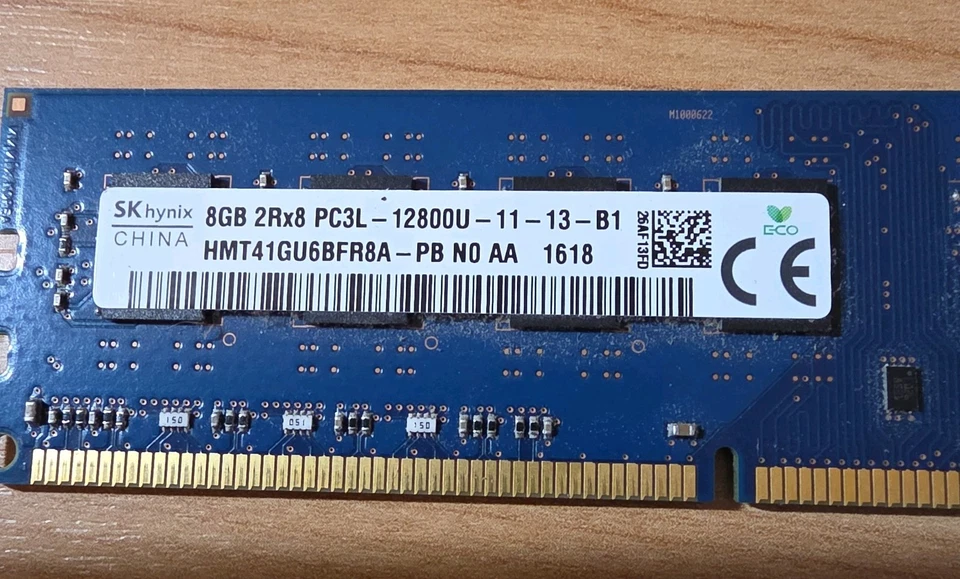 M1000622
SK hynix
CHINA
8GB 2Rx8 PC3L-12800U-11-13-B1
HMT41GU6BFR8A-PB N0 AA 1618
26AF13FD
ECO
CE
150
051
150